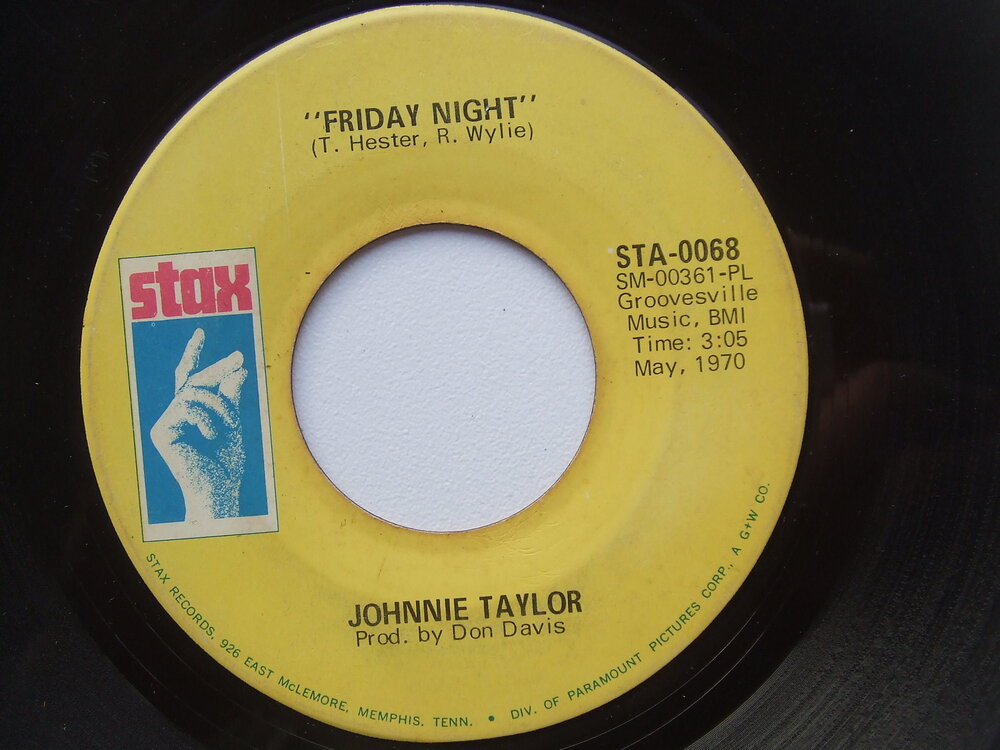 "FRIDAY NIGHT"
(T. Hester, R. Wylie)
stax
STA-0068
SM-00361-PL
Groovesville
Music, BMI
Time: 3:05
May, 1970
JOHNNIE TAYLOR
Prod. by Don Davis
STAX RECORDS, 926 EAST McLEMORE, MEMPHIS, TENN. • DIV. OF PARAMOUNT PICTURES CORP., A G+W CO.